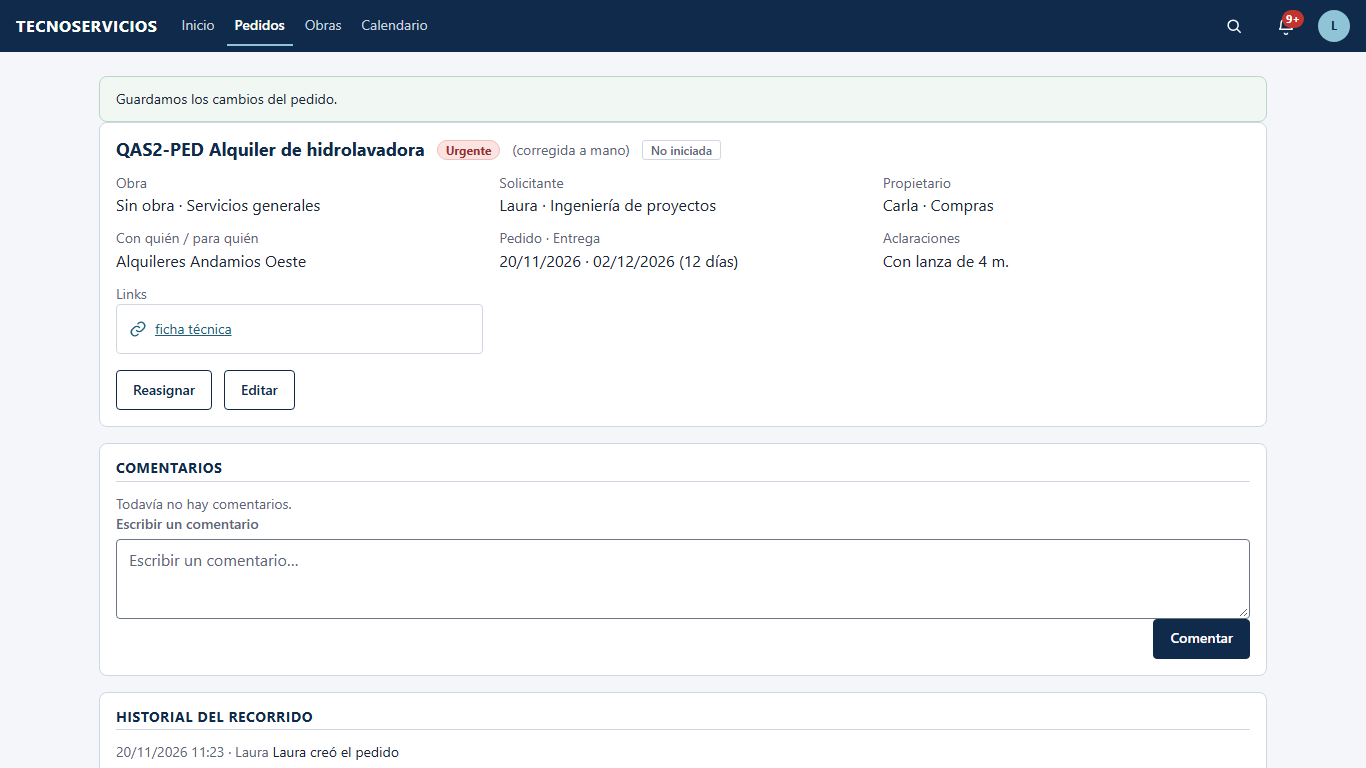 TECNOSERVICIOS Inicio Pedidos Obras Calendario 9+ L
Guardamos los cambios del pedido.
QAS2-PED Alquiler de hidrolavadora Urgente (corregida a mano) No iniciada
Obra Solicitante Propietario
Sin obra · Servicios generales Laura · Ingeniería de proyectos Carla · Compras
Con quién / para quién Pedido · Entrega Aclaraciones
Alquileres Andamios Oeste 20/11/2026 · 02/12/2026 (12 días) Con lanza de 4 m.
Links
ficha técnica
Reasignar Editar
COMENTARIOS
Todavía no hay comentarios.
Escribir un comentario
Escribir un comentario...
Comentar
HISTORIAL DEL RECORRIDO
20/11/2026 11:23 · Laura Laura creó el pedido